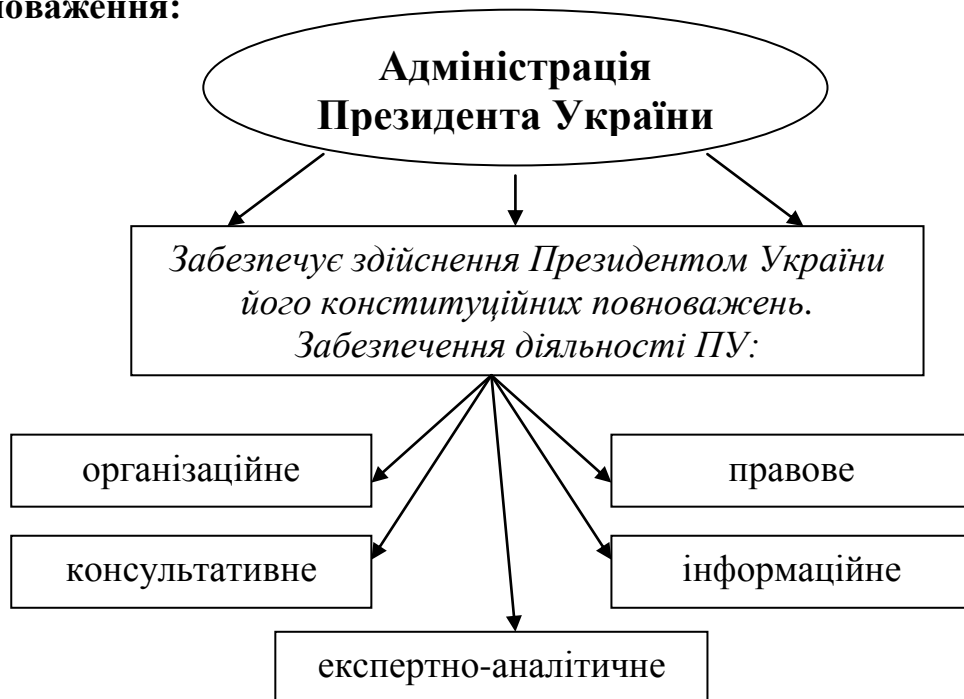 новаження:
Адміністрація
Президента України
Забезпечує здійснення Президентом України
його конституційних повноважень.
Забезпечення діяльності ПУ:
організаційне
правове
консультативне
інформаційне
експертно-аналітичне